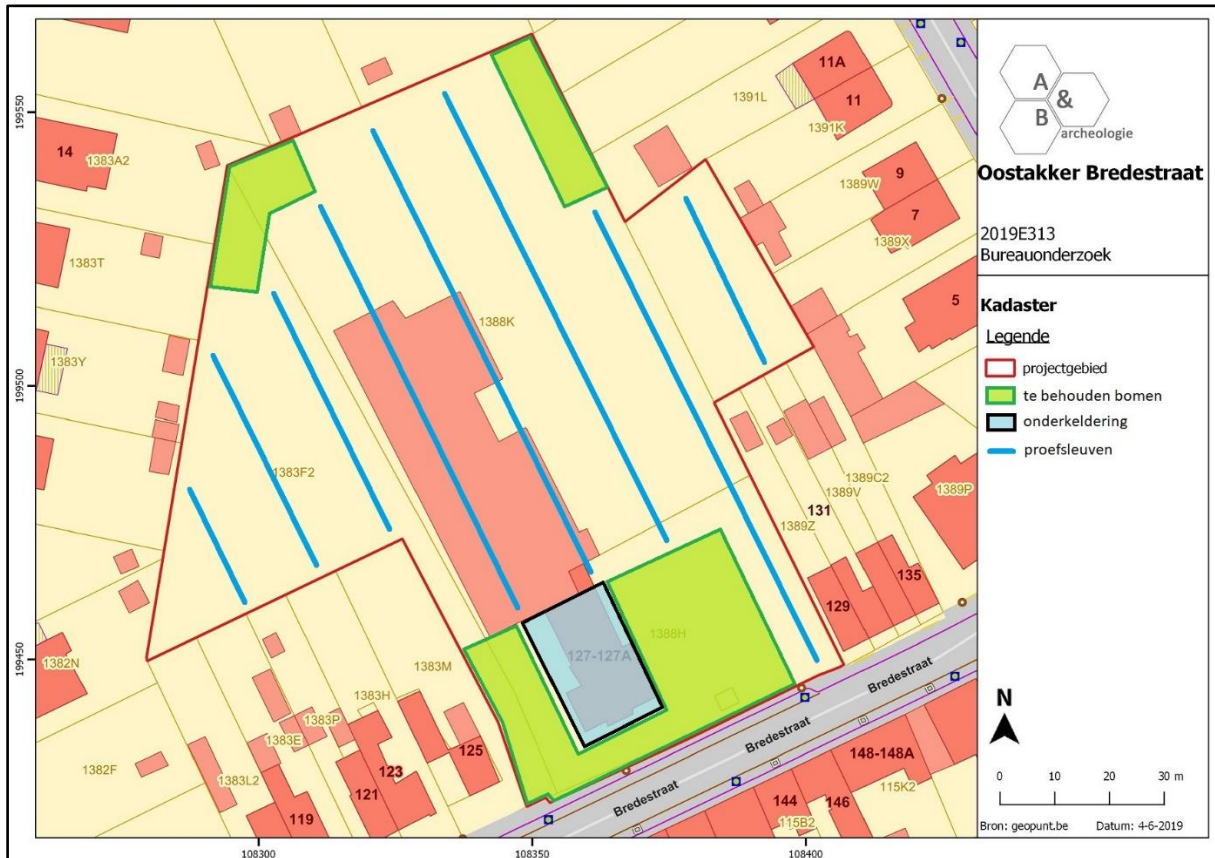 199550
199500
199450
108300
108350
108400
14
1383A2
1383T
1383Y
1382N
1382F
1383L2
1383E
1383P
1383H
1383M
1383F2
1388K
1388H
127-127A
119
121
123
125
11A
11
1391L
1391K
9
7
1389W
1389X
5
1389P
1389C2
1389V
131
1389Z
129
135
Bredestraat
Bredestraat
Bredestraat
148-148A
144
146
115K2
115B2
A
&
B
archeologie
Oostakker Bredestraat
2019E313
Bureauonderzoek
Kadaster
Legende
projectgebied
te behouden bomen
onderkeldering
proefsleuven
N
0 10 20 30 m
Bron: geopunt.be Datum: 4-6-2019